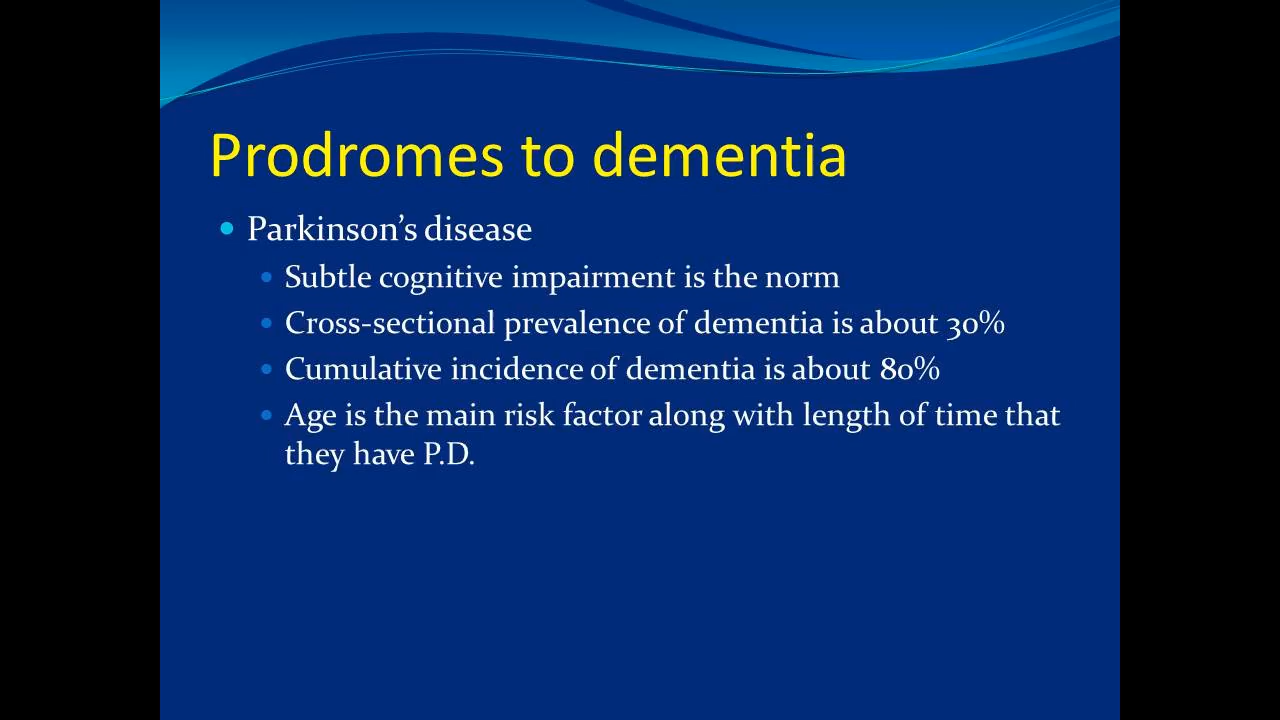 Prodromes to dementia
Parkinson’s disease
Subtle cognitive impairment is the norm
Cross-sectional prevalence of dementia is about 30%
Cumulative incidence of dementia is about 80%
Age is the main risk factor along with length of time that
they have P.D.